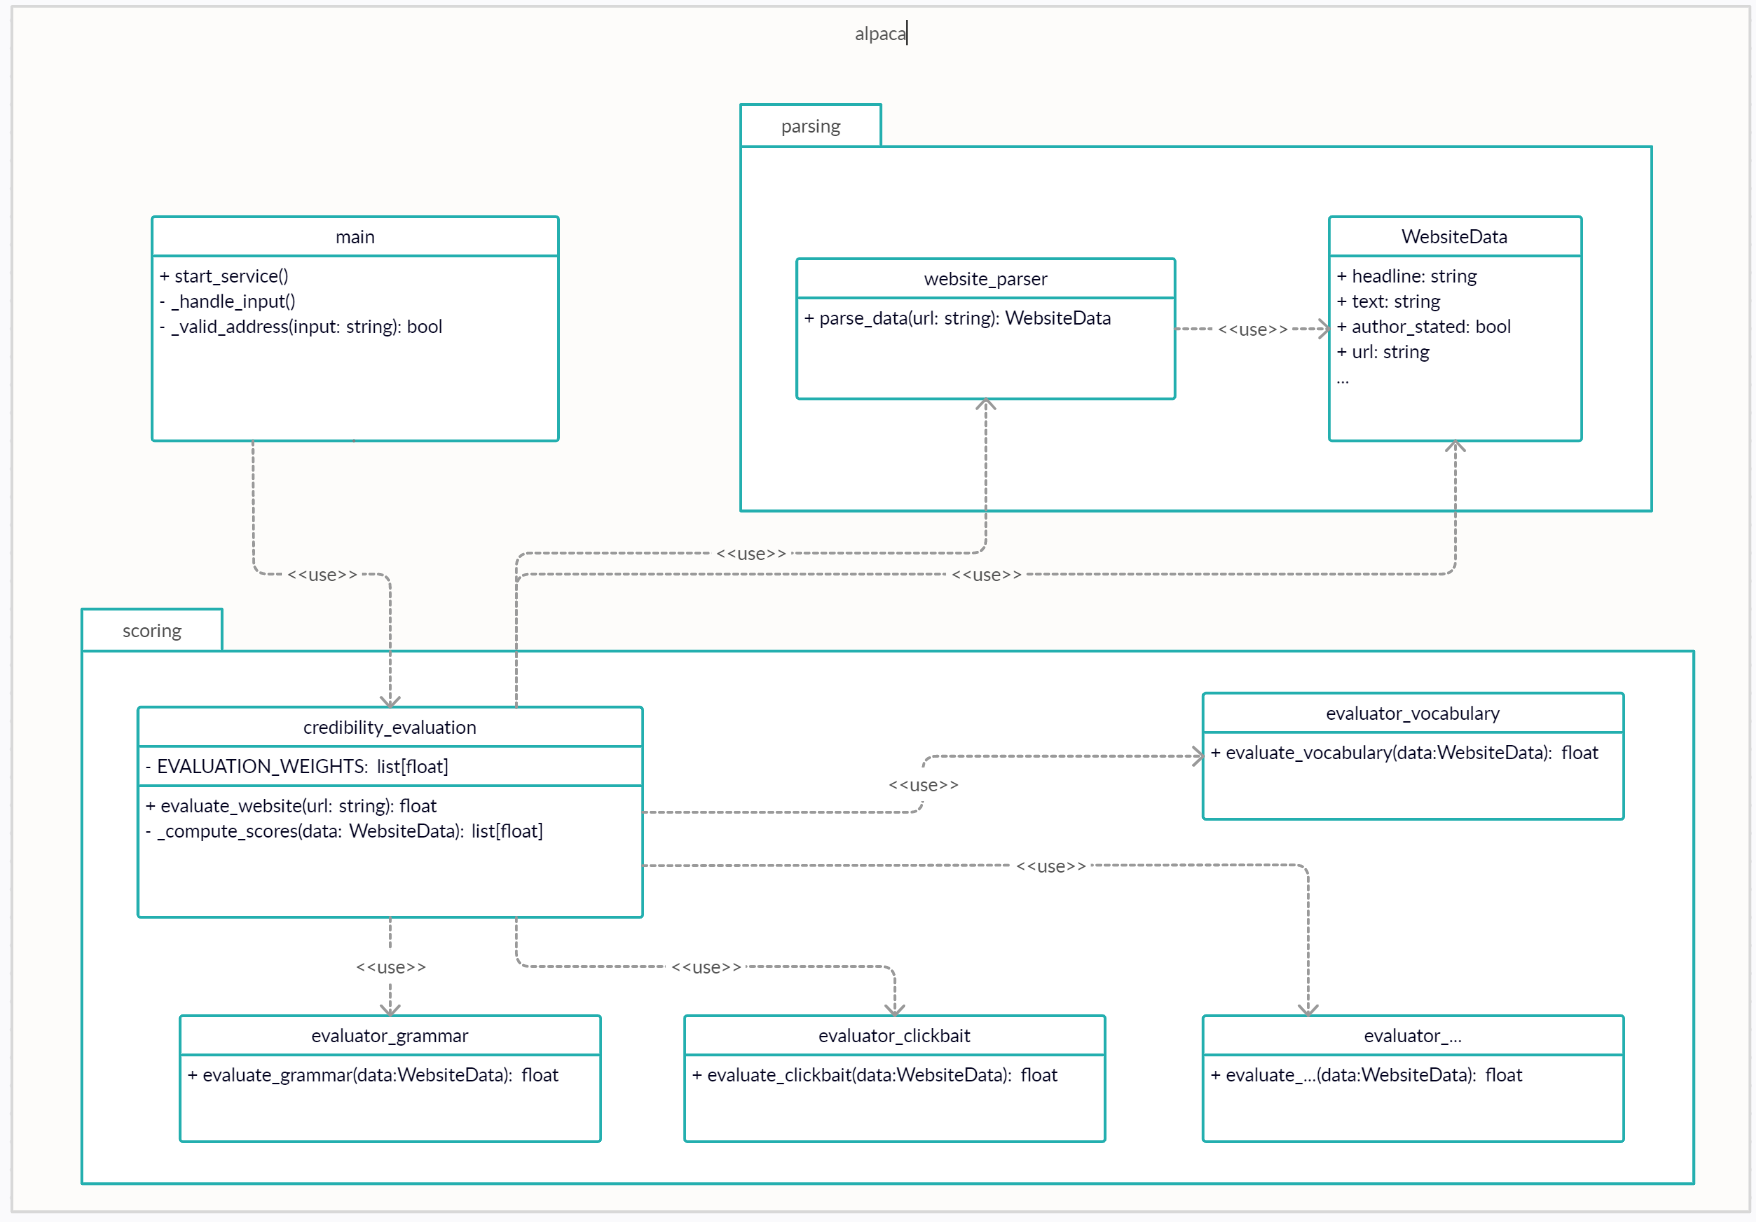 alpaca
parsing
main
+ start_service()
- _handle_input()
- _valid_address(input: string): bool
website_parser
+ parse_data(url: string): WebsiteData
<<use>>
WebsiteData
+ headline: string
+ text: string
+ author_stated: bool
+ url: string
...
<<use>>
<<use>>
<<use>>
scoring
credibility_evaluation
- EVALUATION_WEIGHTS: list[float]
+ evaluate_website(url: string): float
- _compute_scores(data: WebsiteData): list[float]
<<use>>
evaluator_vocabulary
+ evaluate_vocabulary(data:WebsiteData): float
<<use>>
<<use>>
<<use>>
evaluator_grammar
+ evaluate_grammar(data:WebsiteData): float
evaluator_clickbait
+ evaluate_clickbait(data:WebsiteData): float
evaluator_...
+ evaluate_...(data:WebsiteData): float